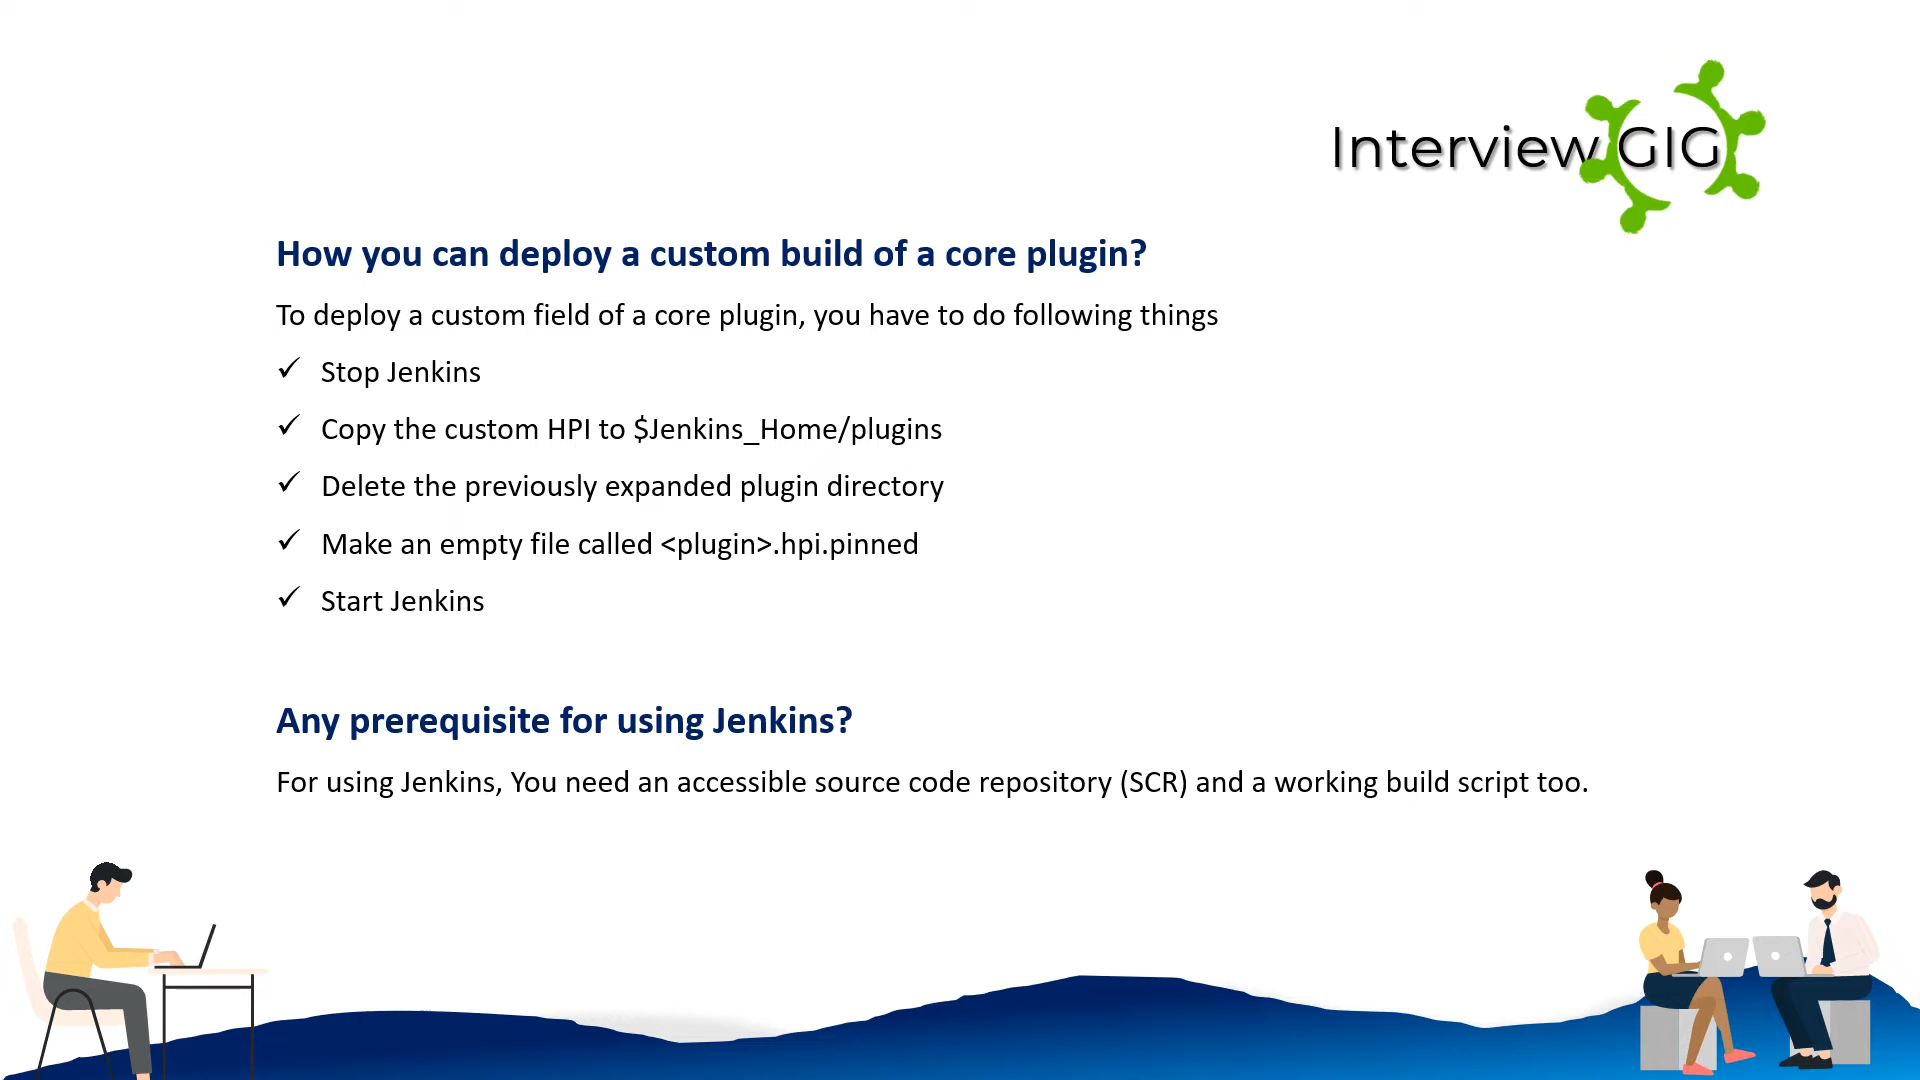 Interview GIG
How you can deploy a custom build of a core plugin?
To deploy a custom field of a core plugin, you have to do following things
✓ Stop Jenkins
✓ Copy the custom HPI to $Jenkins_Home/plugins
✓ Delete the previously expanded plugin directory
✓ Make an empty file called <plugin>.hpi.pinned
✓ Start Jenkins
Any prerequisite for using Jenkins?
For using Jenkins, You need an accessible source code repository (SCR) and a working build script too.